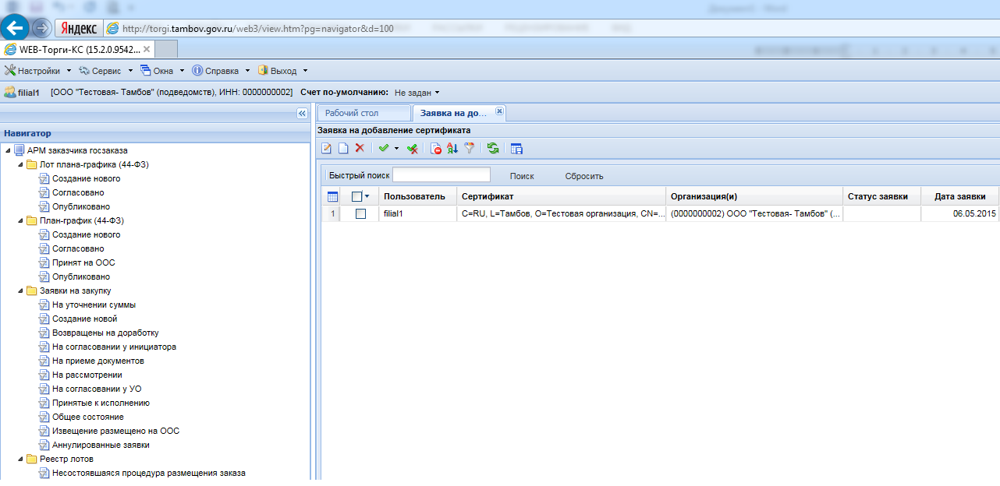 Яндекс http://torgi.tambov.gov.ru/web3/view.htm?pg=navigator&d=100
WEB-Торги-КС (15.2.0.9542...
Настройки Сервис Окна Справка Выход
filial1 [ООО "Тестовая- Тамбов" (подведомств), ИНН: 0000000002] Счет по-умолчанию: Не задан
Рабочий стол Заявка на до...
Заявка на добавление сертификата
Быстрый поиск Поиск Сбросить
Пользователь Сертификат Организация(и) Статус заявки Дата заявки
1 filial1 C=RU, L=Тамбов, O=Тестовая организация, CN=... (0000000002) ООО "Тестовая- Тамбов" (... 06.05.2015
Навигатор
АРМ заказчика госзаказа
Лот плана-графика (44-ФЗ)
Создание нового
Согласовано
Опубликовано
План-график (44-ФЗ)
Создание нового
Согласовано
Принят на ООС
Опубликовано
Заявки на закупку
На уточнении суммы
Создание новой
Возвращены на доработку
На согласовании у инициатора
На приеме документов
На рассмотрении
На согласовании у УО
Принятые к исполнению
Общее состояние
Извещение размещено на ООС
Аннулированные заявки
Реестр лотов
Несостоявшаяся процедура размещения заказа